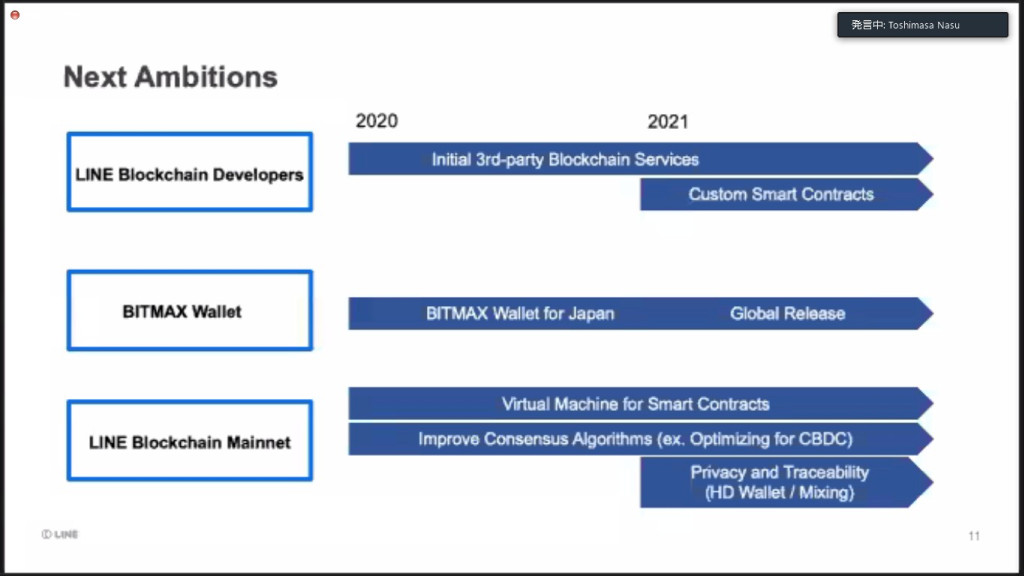 発言中: Toshimasa Nasu
Next Ambitions
2020
2021
LINE Blockchain Developers
Initial 3rd-party Blockchain Services
Custom Smart Contracts
BITMAX Wallet
BITMAX Wallet for Japan
Global Release
LINE Blockchain Mainnet
Virtual Machine for Smart Contracts
Improve Consensus Algorithms (ex. Optimizing for CBDC)
Privacy and Traceability
(HD Wallet / Mixing)
LINE
11